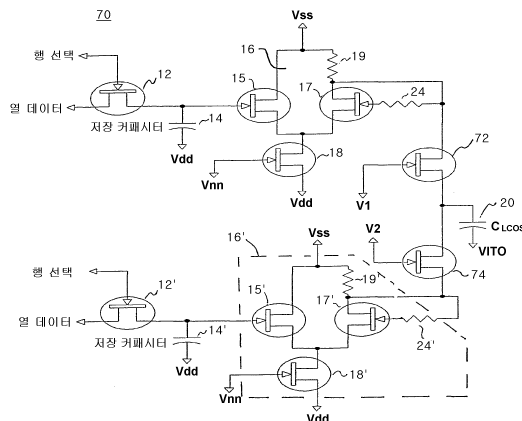 70
Vss
행 선택
16
19
12
15
17
24
열 데이터
14
저장 커패시터
Vdd
18
72
Vnn
Vdd
V1
20
CLCOS
VITO
V2
74
16'
Vss
행 선택
19'
12'
15'
17'
열 데이터
14'
저장 커패시터
24'
Vdd
18'
Vnn
Vdd